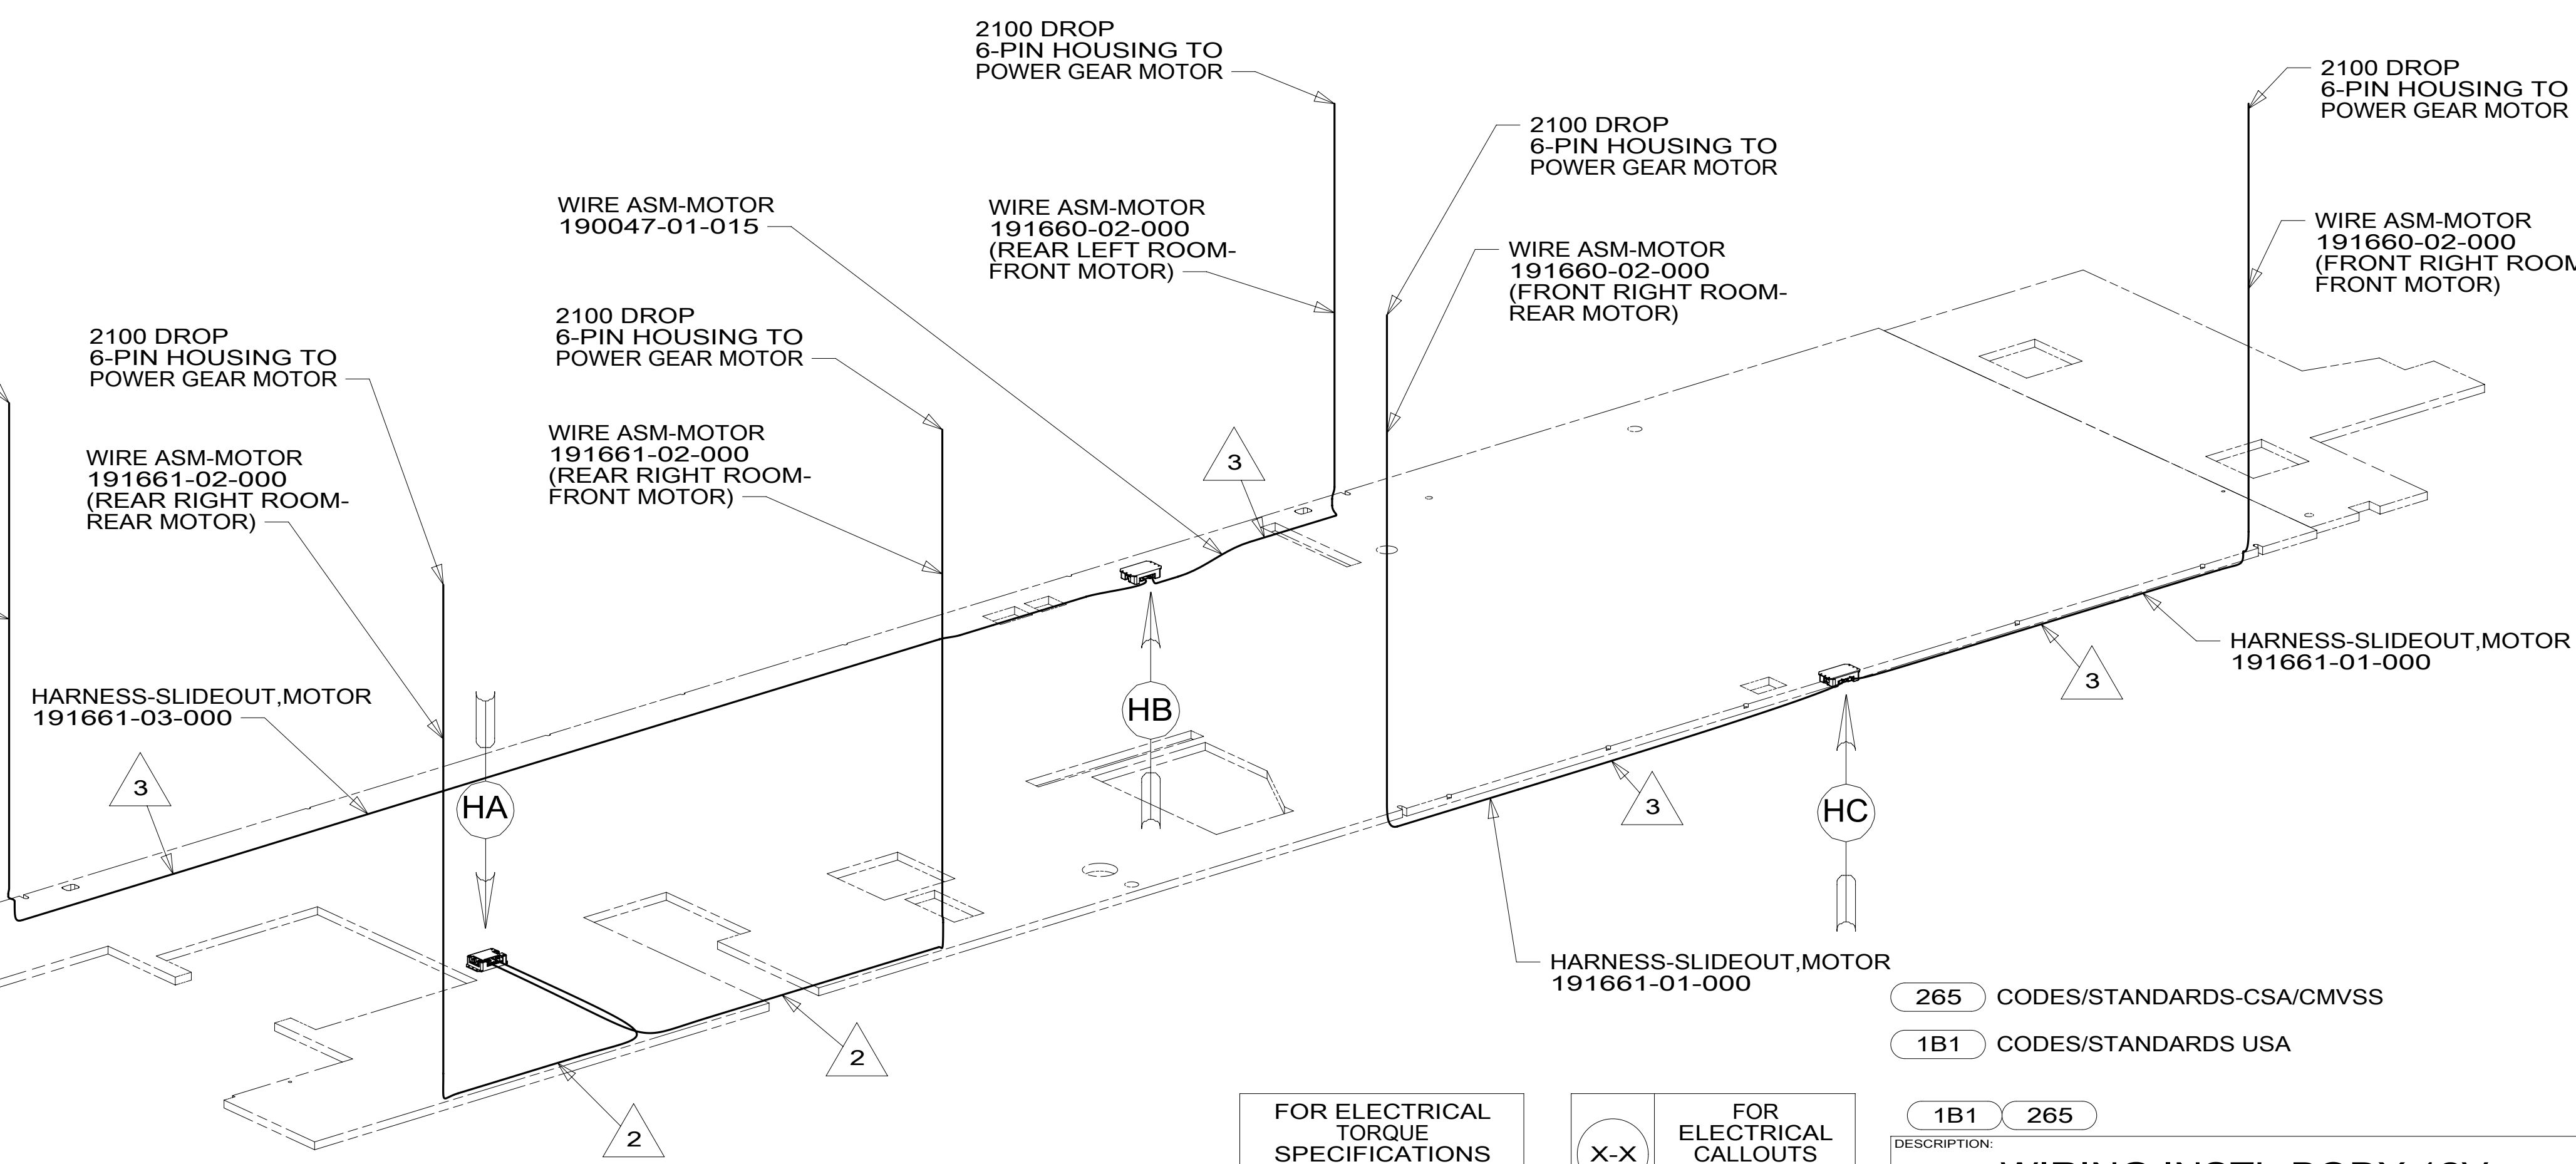 2100 DROP
6-PIN HOUSING TO
POWER GEAR MOTOR
2100 DROP
6-PIN HOUSING TO
POWER GEAR MOTOR
2100 DROP
6-PIN HOUSING TO
POWER GEAR MOTOR
WIRE ASM-MOTOR
190047-01-015
WIRE ASM-MOTOR
191660-02-000
(REAR LEFT ROOM-
FRONT MOTOR)
WIRE ASM-MOTOR
191660-02-000
(FRONT RIGHT ROOM-
REAR MOTOR)
WIRE ASM-MOTOR
191660-02-000
(FRONT RIGHT ROOM
FRONT MOTOR)
2100 DROP
6-PIN HOUSING TO
POWER GEAR MOTOR
2100 DROP
6-PIN HOUSING TO
POWER GEAR MOTOR
WIRE ASM-MOTOR
191661-02-000
(REAR RIGHT ROOM-
REAR MOTOR)
WIRE ASM-MOTOR
191661-02-000
(REAR RIGHT ROOM-
FRONT MOTOR)
3
HARNESS-SLIDEOUT,MOTOR
191661-03-000
3
HA
HB
HC
HARNESS-SLIDEOUT,MOTOR
191661-01-000
3
3
HARNESS-SLIDEOUT,MOTOR
191661-01-000
2
2
265 CODES/STANDARDS-CSA/CMVSS
1B1 CODES/STANDARDS USA
1B1 265
FOR ELECTRICAL
TORQUE
SPECIFICATIONS
X-X
FOR
ELECTRICAL
CALLOUTS
DESCRIPTION: